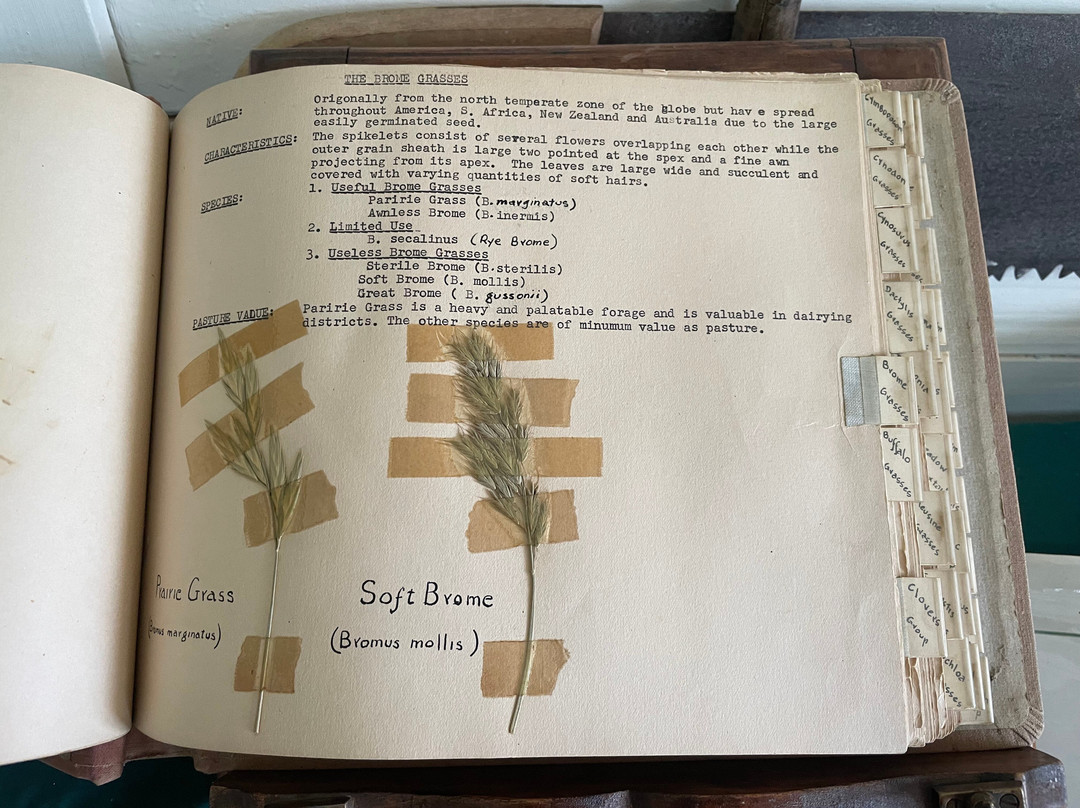 THE BROME GRASSES
NATIVE: Origonally from the north temperate zone of the globe but hav e spread
throughout America, S. Africa, New Zealand and Australia due to the large
easily germinated seed.
CHARACTERISTICS: The spikelets consist of several flowers overlapping each other while the
outer grain sheath is large two pointed at the spex and a fine awn
projecting from its apex. The leaves are large wide and succulent and
covered with varying quantities of soft hairs.
SPECIES: 1. Useful Brome Grasses
Paririe Grass (B. marginatus)
Awnless Brome (B. inermis)
2. Limited Use
B. secalinus (Rye Brome)
3. Useless Brome Grasses
Sterile Brome (B. sterilis)
Soft Brome (B. mollis)
Great Brome ( B. gussonii)
PASTURE VALUE: Paririe Grass is a heavy and palatable forage and is valuable in dairying
districts. The other species are of minumum value as pasture.
Prairie Grass
(Bromus marginatus)
Soft Brome
(Bromus mollis)
Grasses
Cynodon
Grasses
Cynosurus
Grasses
Dactylis
Grasses
Brome
Grasses
Buffalo
Grasses
Grasses
Clovers
Group